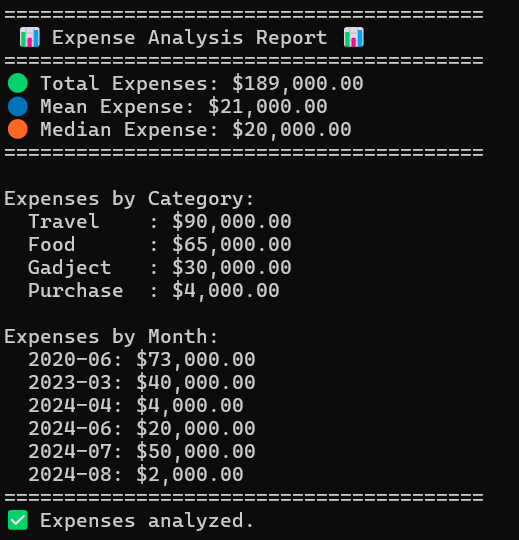 ========================================
📊 Expense Analysis Report 📊
========================================
🟢 Total Expenses: $189,000.00
🔵 Mean Expense: $21,000.00
🟠 Median Expense: $20,000.00
========================================
Expenses by Category:
Travel    : $90,000.00
Food      : $65,000.00
Gadject   : $30,000.00
Purchase  : $4,000.00
Expenses by Month:
2020-06: $73,000.00
2023-03: $40,000.00
2024-04: $4,000.00
2024-06: $20,000.00
2024-07: $50,000.00
2024-08: $2,000.00
========================================
✅ Expenses analyzed.